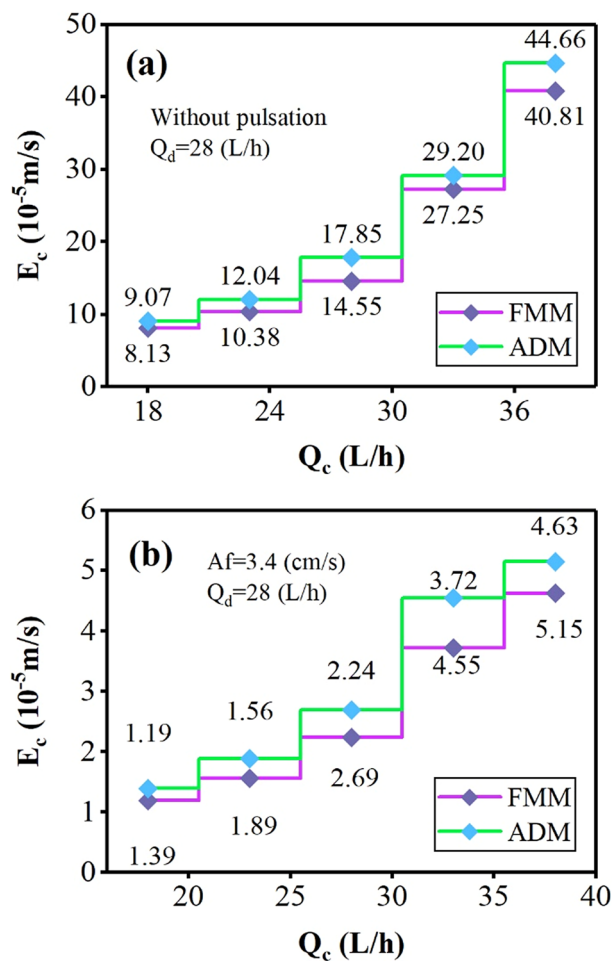 50
40
30
20
10
0
E_c (10^-5 m/s)
(a)
Without pulsation
Q_d=28 (L/h)
44.66
40.81
29.20
27.25
17.85
14.55
12.04
10.38
9.07
8.13
FMM
ADM
18 24 30 36
Q_c (L/h)
6
5
4
3
2
1
0
E_c (10^-5 m/s)
(b)
Af=3.4 (cm/s)
Q_d=28 (L/h)
4.63
5.15
3.72
4.55
2.24
2.69
1.56
1.89
1.19
1.39
FMM
ADM
20 25 30 35 40
Q_c (L/h)